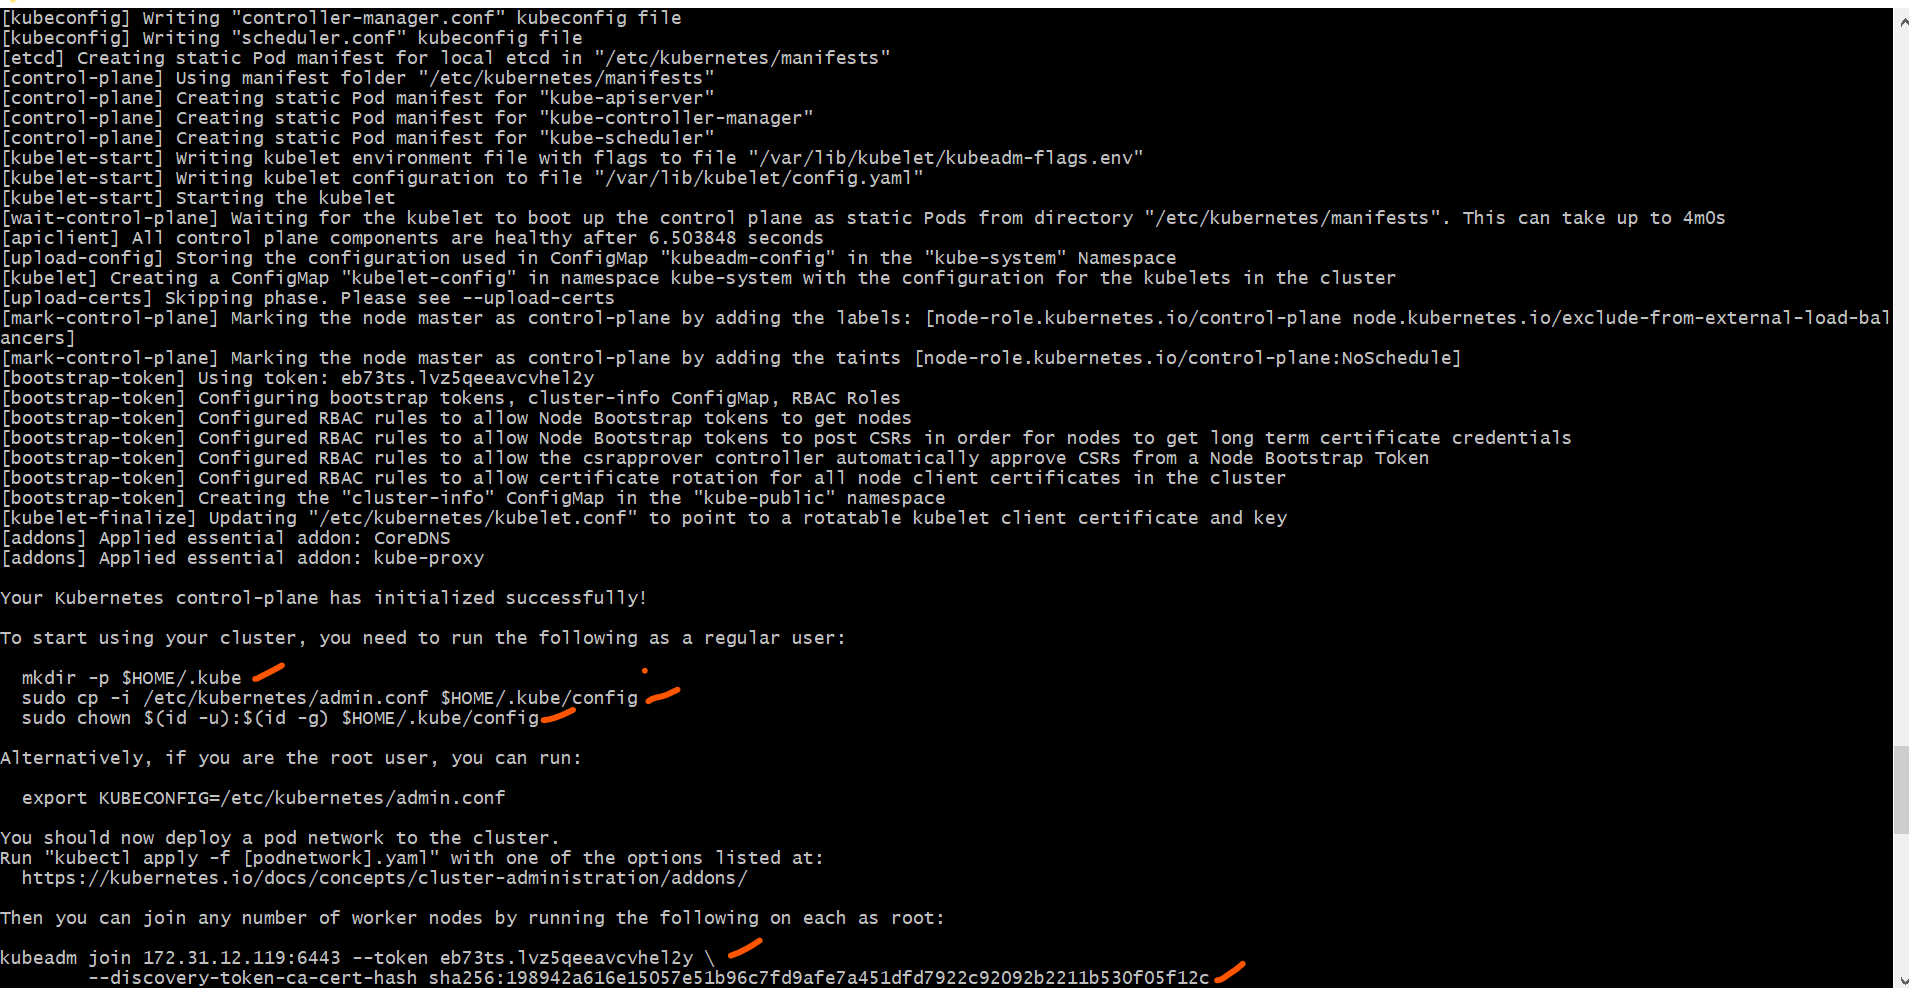 [kubeconfig] Writing "controller-manager.conf" kubeconfig file
[kubeconfig] Writing "scheduler.conf" kubeconfig file
[etcd] Creating static Pod manifest for local etcd in "/etc/kubernetes/manifests"
[control-plane] Using manifest folder "/etc/kubernetes/manifests"
[control-plane] Creating static Pod manifest for "kube-apiserver"
[control-plane] Creating static Pod manifest for "kube-controller-manager"
[control-plane] Creating static Pod manifest for "kube-scheduler"
[kubelet-start] Writing kubelet environment file with flags to file "/var/lib/kubelet/kubeadm-flags.env"
[kubelet-start] Writing kubelet configuration to file "/var/lib/kubelet/config.yaml"
[kubelet-start] Starting the kubelet
[wait-control-plane] Waiting for the kubelet to boot up the control plane as static Pods from directory "/etc/kubernetes/manifests". This can take up to 4m0s
[apiclient] All control plane components are healthy after 6.503848 seconds
[upload-config] Storing the configuration used in ConfigMap "kubeadm-config" in the "kube-system" Namespace
[kubelet] Creating a ConfigMap "kubelet-config" in namespace kube-system with the configuration for the kubelets in the cluster
[upload-certs] Skipping phase. Please see --upload-certs
[mark-control-plane] Marking the node master as control-plane by adding the labels: [node-role.kubernetes.io/control-plane node.kubernetes.io/exclude-from-external-load-bal
ancers]
[mark-control-plane] Marking the node master as control-plane by adding the taints [node-role.kubernetes.io/control-plane:NoSchedule]
[bootstrap-token] Using token: eb73ts.lvz5qeeavcvhel2y
[bootstrap-token] Configuring bootstrap tokens, cluster-info ConfigMap, RBAC Roles
[bootstrap-token] Configured RBAC rules to allow Node Bootstrap tokens to get nodes
[bootstrap-token] Configured RBAC rules to allow Node Bootstrap tokens to post CSRs in order for nodes to get long term certificate credentials
[bootstrap-token] Configured RBAC rules to allow the csrapprover controller automatically approve CSRs from a Node Bootstrap Token
[bootstrap-token] Configured RBAC rules to allow certificate rotation for all node client certificates in the cluster
[bootstrap-token] Creating the "cluster-info" ConfigMap in the "kube-public" namespace
[kubelet-finalize] Updating "/etc/kubernetes/kubelet.conf" to point to a rotatable kubelet client certificate and key
[addons] Applied essential addon: CoreDNS
[addons] Applied essential addon: kube-proxy
Your Kubernetes control-plane has initialized successfully!
To start using your cluster, you need to run the following as a regular user:
mkdir -p $HOME/.kube
sudo cp -i /etc/kubernetes/admin.conf $HOME/.kube/config
sudo chown $(id -u):$(id -g) $HOME/.kube/config
Alternatively, if you are the root user, you can run:
export KUBECONFIG=/etc/kubernetes/admin.conf
You should now deploy a pod network to the cluster.
Run "kubectl apply -f [podnetwork].yaml" with one of the options listed at:
https://kubernetes.io/docs/concepts/cluster-administration/addons/
Then you can join any number of worker nodes by running the following on each as root:
kubeadm join 172.31.12.119:6443 --token eb73ts.lvz5qeeavcvhel2y \
--discovery-token-ca-cert-hash sha256:198942a616e15057e51b96c7fd9afe7a451dfd7922c92092b2211b530f05f12c